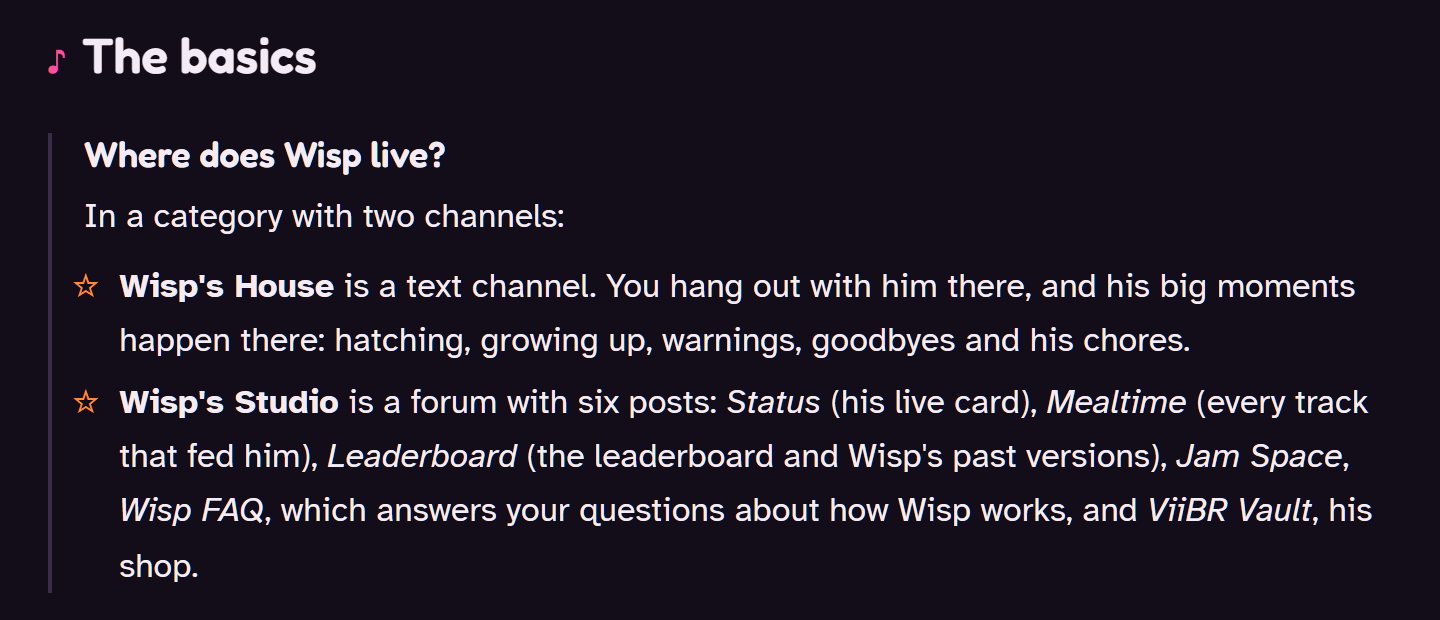 ♪ The basics
Where does Wisp live?
In a category with two channels:
☆ Wisp's House is a text channel. You hang out with him there, and his big moments
happen there: hatching, growing up, warnings, goodbyes and his chores.
☆ Wisp's Studio is a forum with six posts: Status (his live card), Mealtime (every track
that fed him), Leaderboard (the leaderboard and Wisp's past versions), Jam Space,
Wisp FAQ, which answers your questions about how Wisp works, and ViiBR Vault, his
shop.